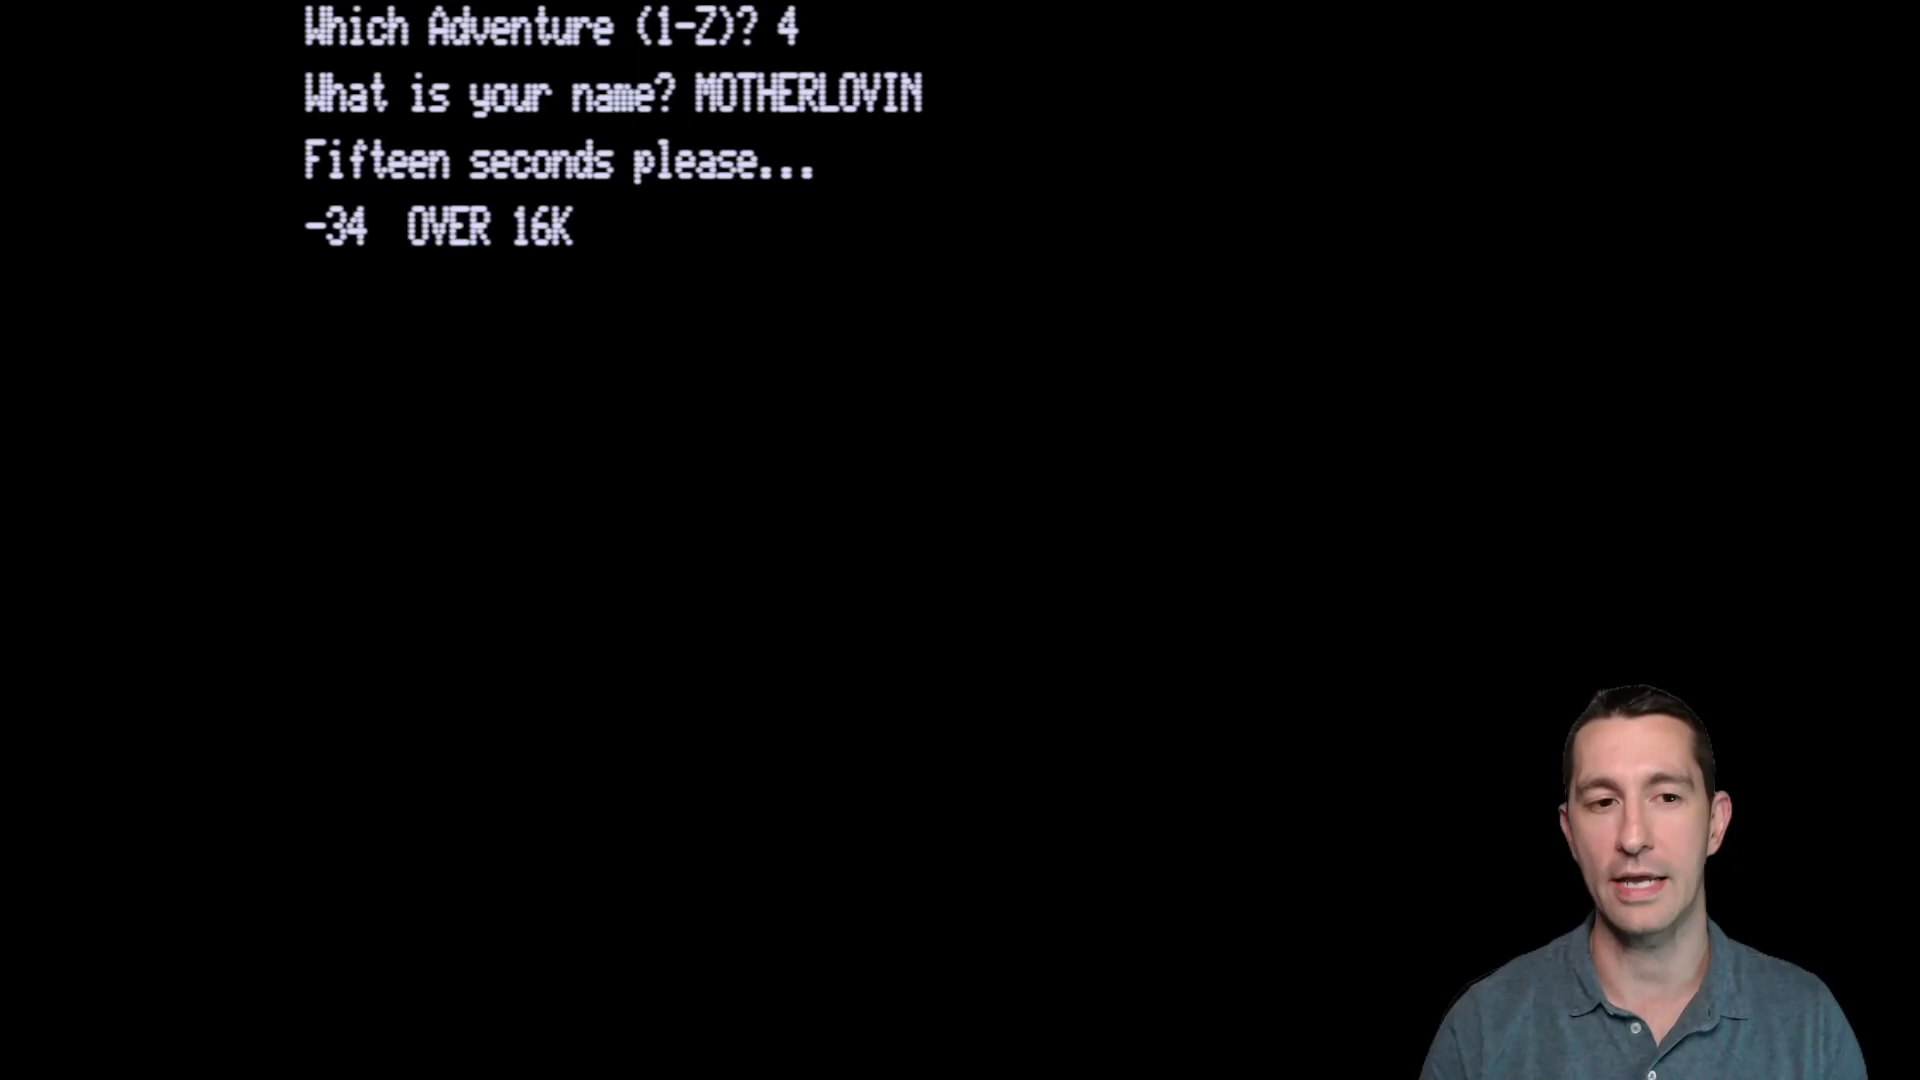 Which Adventure (1-Z)? 4
What is your name? MOTHERLOVIN
Fifteen seconds please...
-34  OVER 16K